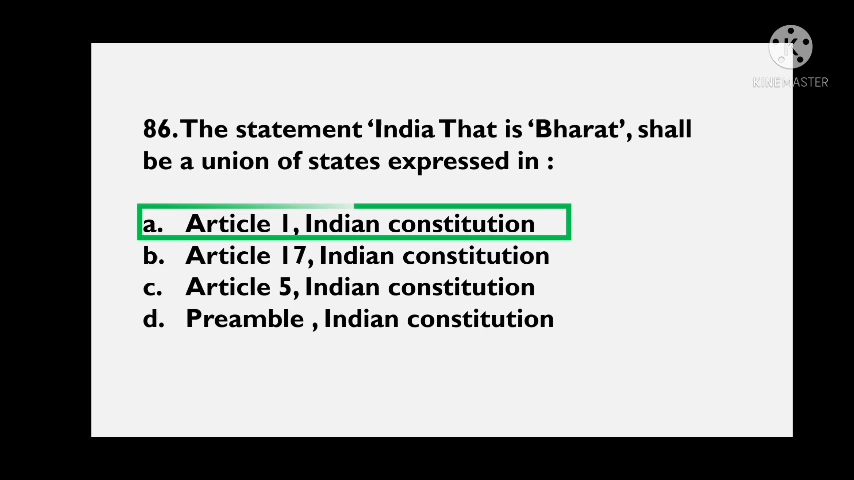 KINEMASTER
86. The statement ‘India That is ‘Bharat’, shall
be a union of states expressed in :
a. Article 1, Indian constitution
b. Article 17, Indian constitution
c. Article 5, Indian constitution
d. Preamble , Indian constitution